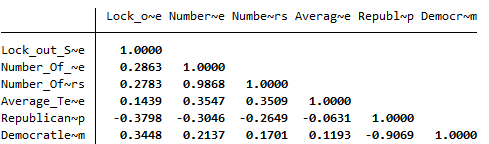 Lock_o~e Number~e Numbe~rs Averag~e Republ~p Democr~m
Lock_out_S~e 1.0000
Number_Of_~e 0.2863 1.0000
Number_Of~rs 0.2783 0.9868 1.0000
Average_Te~e 0.1439 0.3547 0.3509 1.0000
Republican~p -0.3798 -0.3046 -0.2649 -0.0631 1.0000
Democratle~m 0.3448 0.2137 0.1701 0.1193 -0.9069 1.0000